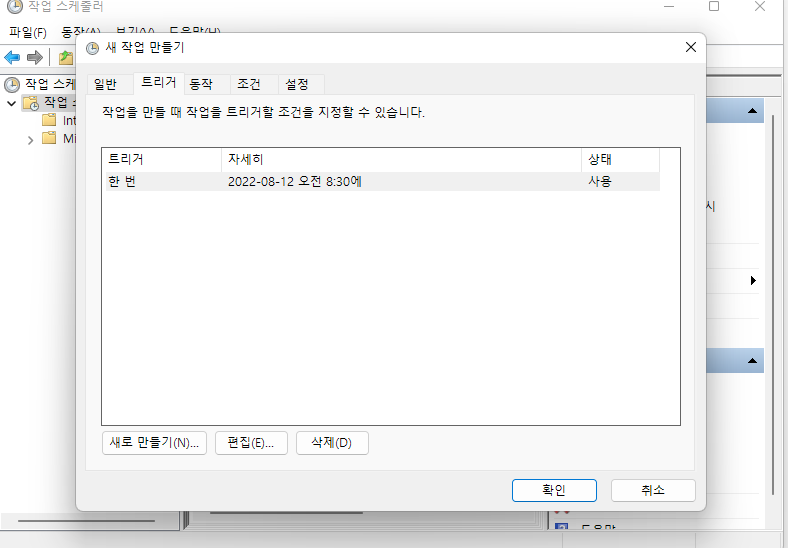 작업 스케줄러
파일(F) 동작(A) 보기(V) 도움말(H)
새 작업 만들기
작업 스케
작업 스
Int
Mi
일반 트리거 동작 조건 설정
작업을 만들 때 작업을 트리거할 조건을 지정할 수 있습니다.
트리거 자세히 상태
한 번 2022-08-12 오전 8:30에 사용
시
새로 만들기(N)... 편집(E)... 삭제(D)
확인 취소
도움말